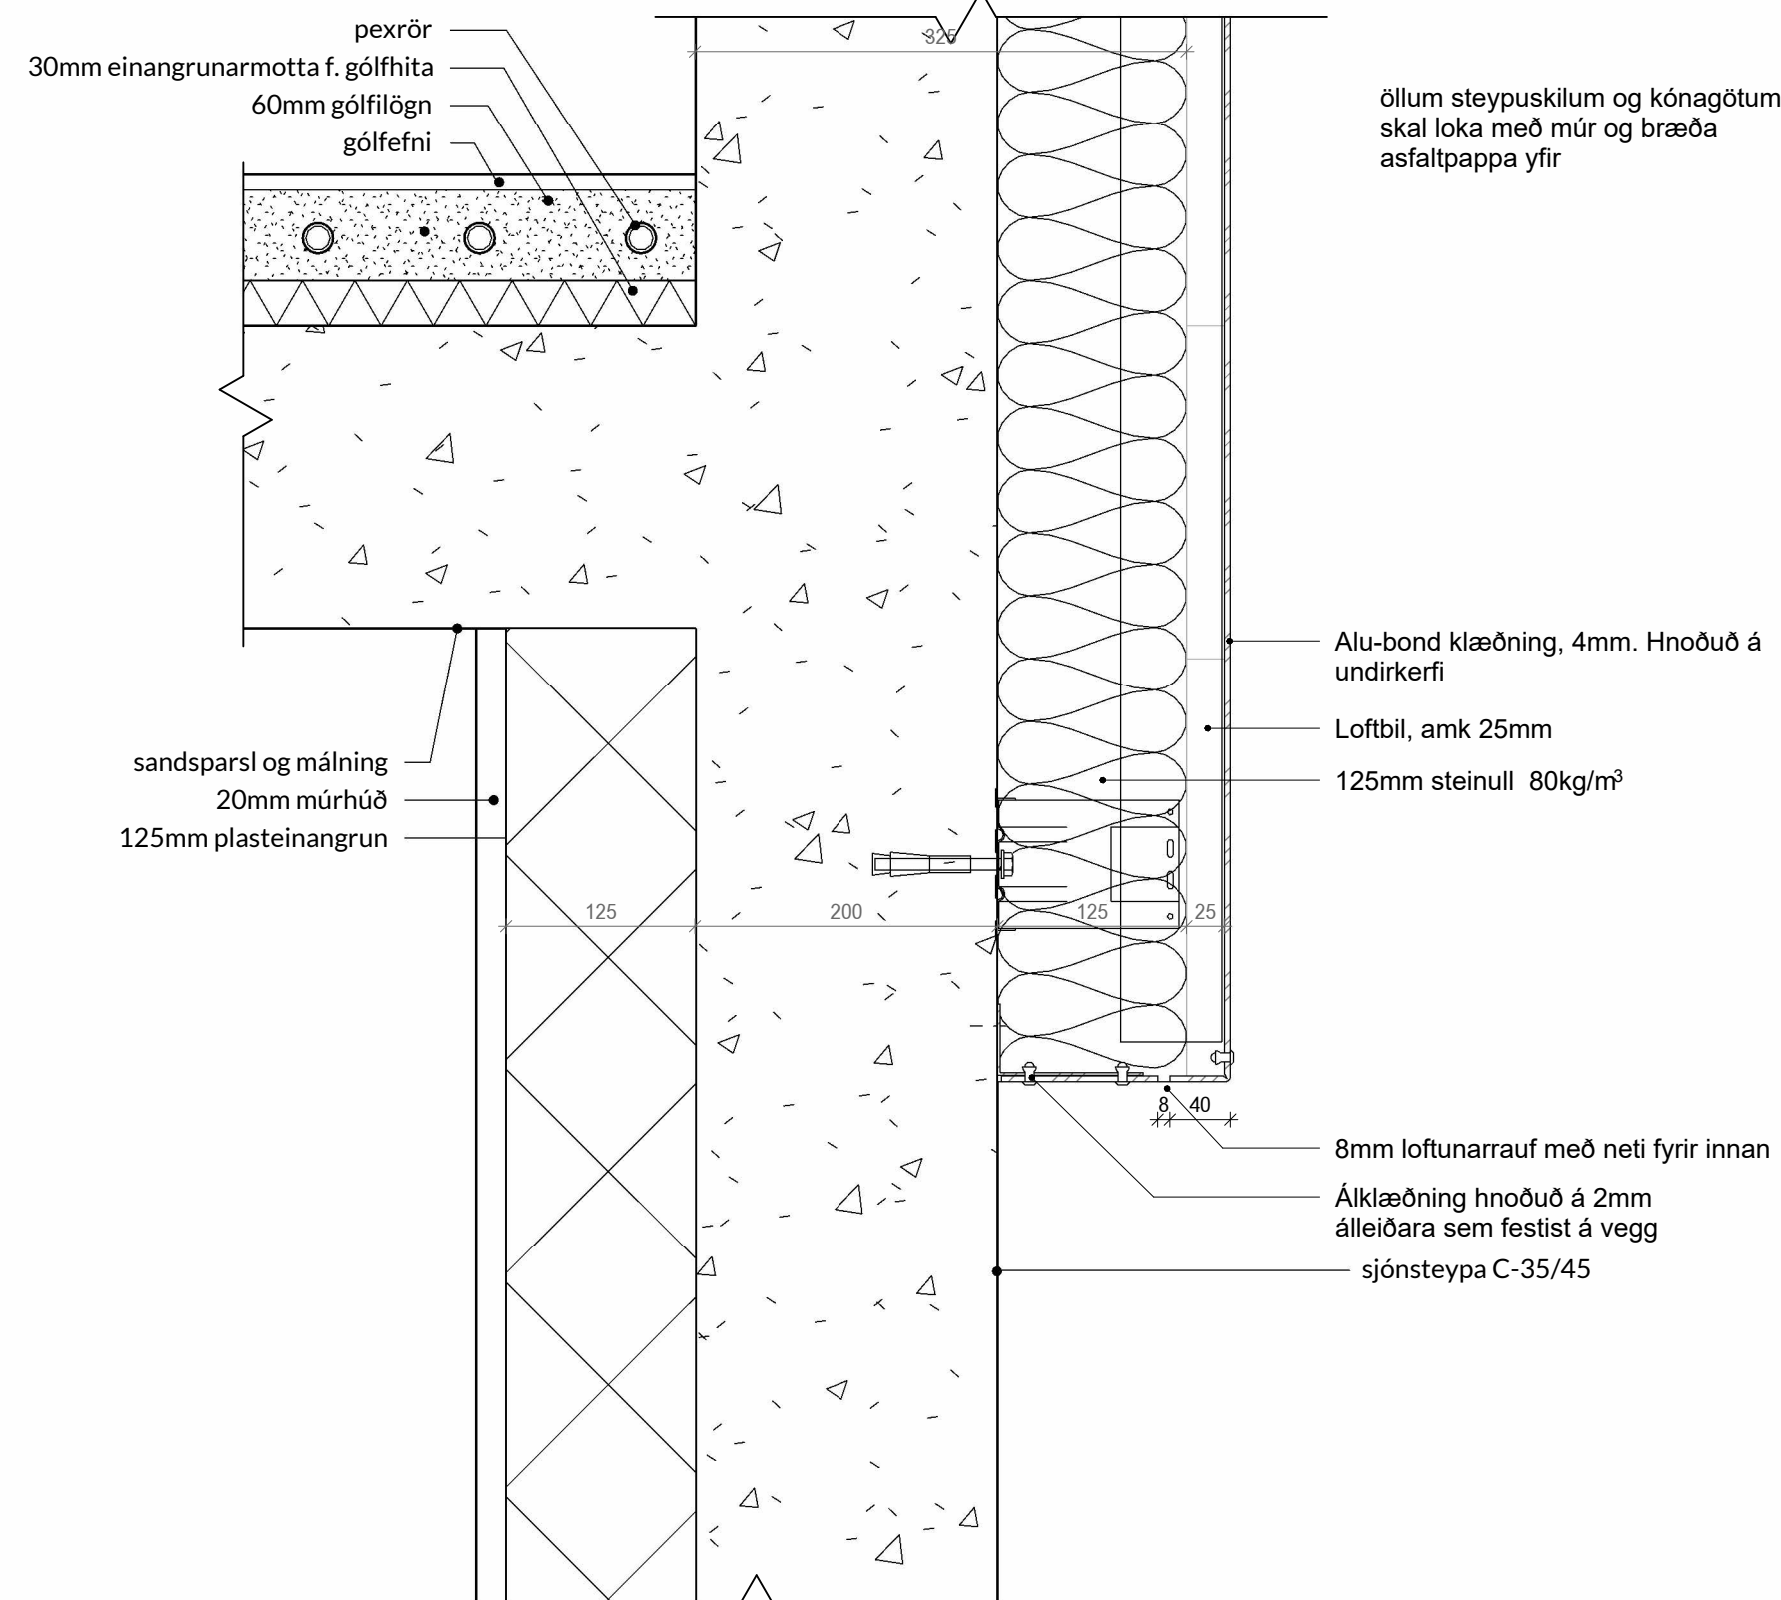 pexrör
30mm einangrunarmotta f. gólfhita
60mm gólfílögn
gólfefni
325
öllum steypuskilum og kónagötum
skal loka með múr og bræða
asfaltpappa yfir
Alu-bond klæðning, 4mm. Hnoðuð á
undirkerfi
Loftbil, amk 25mm
125mm steinull 80kg/m³
sandsparsl og málning
20mm múrhúð
125mm plasteinangrun
125
200
125
25
8
40
8mm loftunarrauf með neti fyrir innan
Álklæðning hnoðuð á 2mm
álleiðara sem festist á vegg
sjónsteypa C-35/45